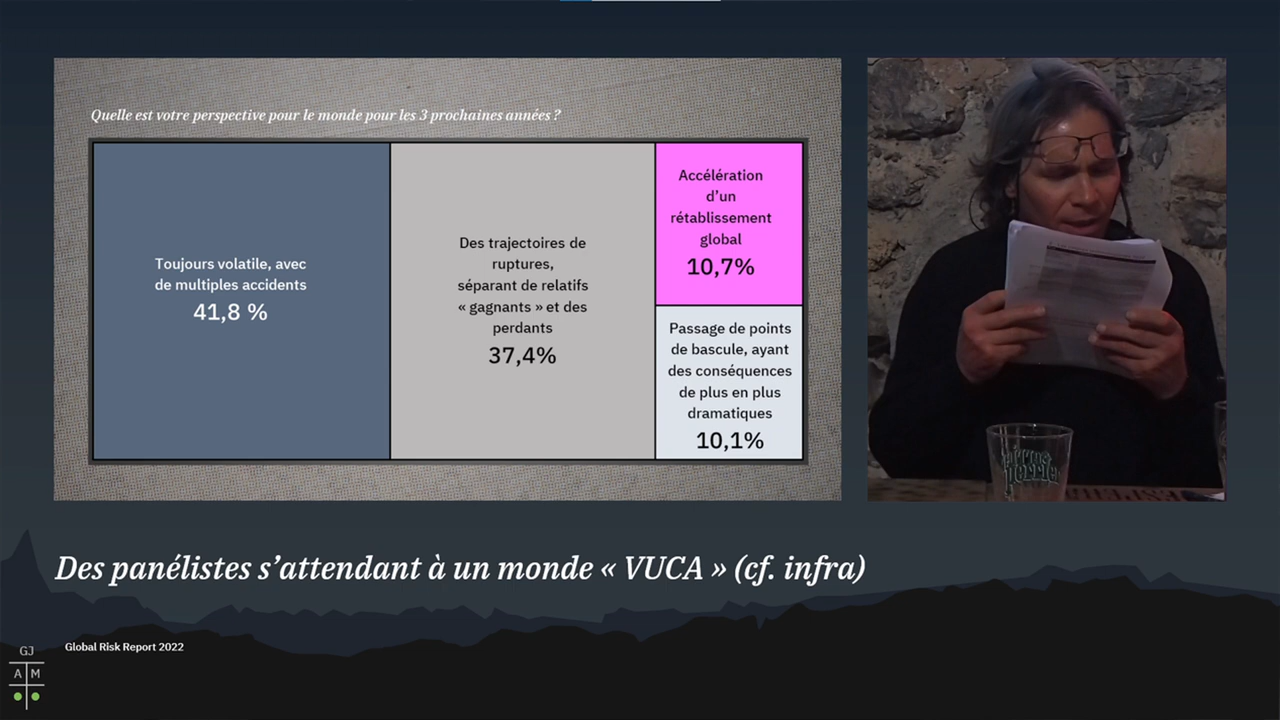 Quelle est votre perspective pour le monde pour les 3 prochaines années ?
Toujours volatile, avec
de multiples accidents
41,8 %
Des trajectoires de
ruptures,
séparant de relatifs
« gagnants » et des
perdants
37,4%
Accélération
d’un
rétablissement
global
10,7%
Passage de points
de bascule, ayant
des conséquences
de plus en plus
dramatiques
10,1%
Perrier
Des panélistes s’attendant à un monde « VUCA » (cf. infra)
Global Risk Report 2022
GJ
A M